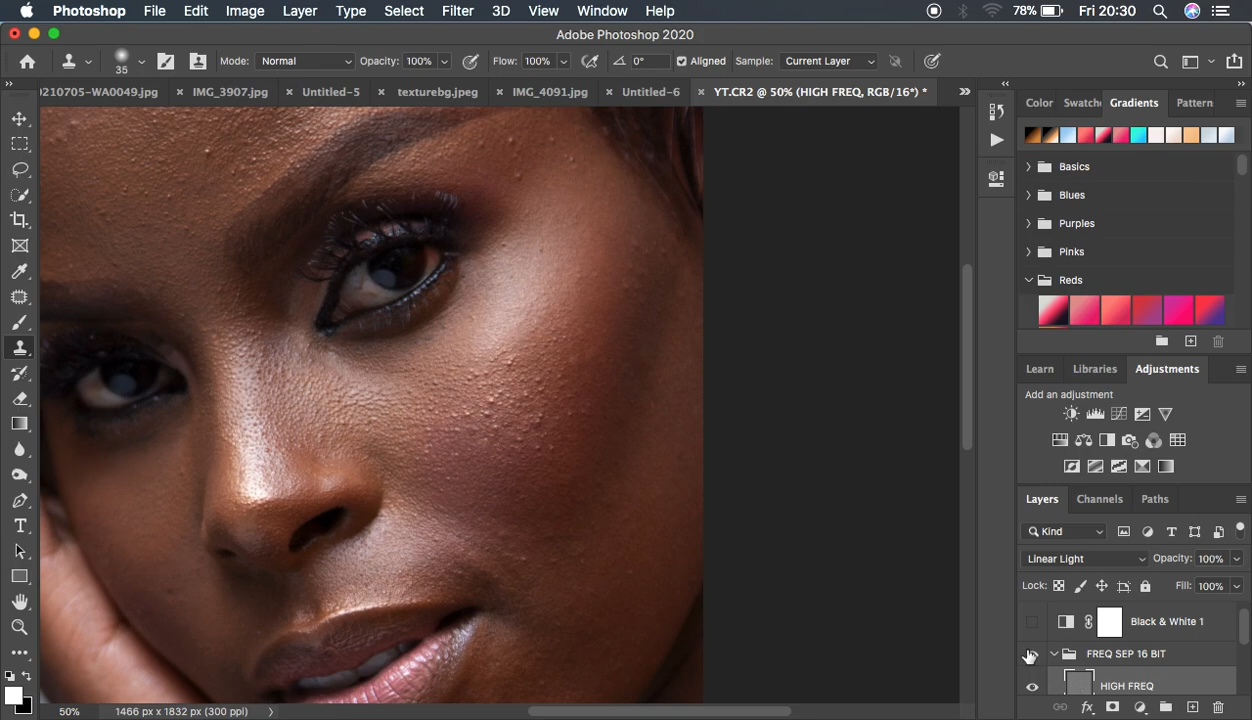 Photoshop File Edit Image Layer Type Select Filter 3D View Window Help 78% Fri 20:30
Adobe Photoshop 2020
35 Mode: Normal Opacity: 100% Flow: 100% 0° Aligned Sample: Current Layer
0210705-WA0049.jpg IMG_3907.jpg Untitled-5 texturebg.jpeg IMG_4091.jpg Untitled-6 YT.CR2 @ 50% (HIGH FREQ, RGB/16*) *
Color Swatche Gradients Pattern
Basics
Blues
Purples
Pinks
Reds
Learn Libraries Adjustments
Add an adjustment
Layers Channels Paths
Kind
Linear Light Opacity: 100%
Lock: Fill: 100%
Black & White 1
FREQ SEP 16 BIT
HIGH FREQ
50% 1466 px x 1832 px (300 ppi)